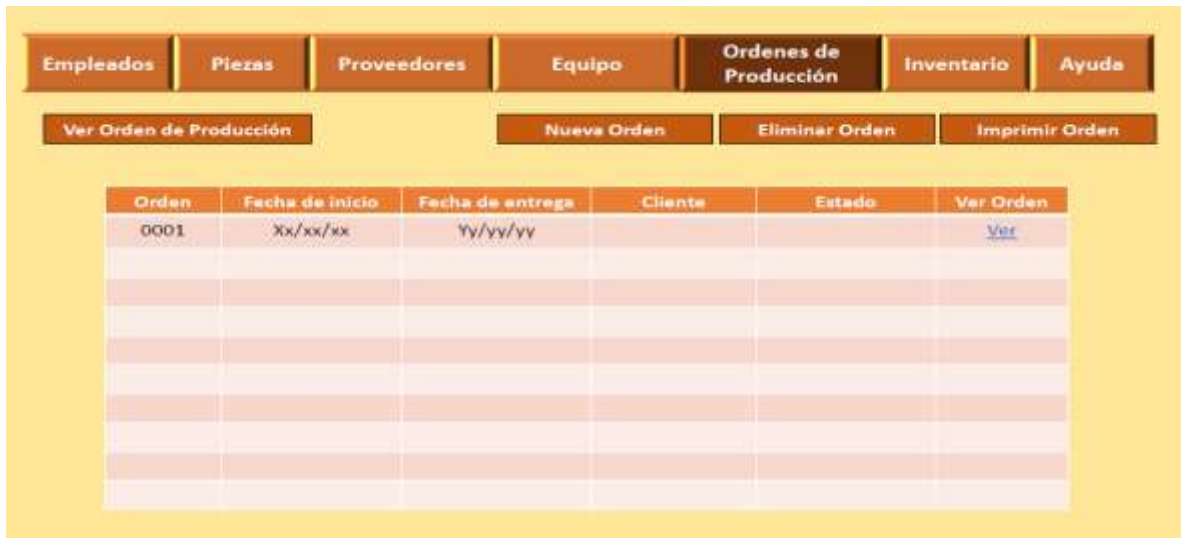 Empleados Piezas Proveedores Equipo Ordenes de Producción Inventario Ayuda
Ver Orden de Producción Nueva Orden Eliminar Orden Imprimir Orden
Orden Fecha de inicio Fecha de entrega Cliente Estado Ver Orden
0001 Xx/xx/xx Yy/yy/yy Ver